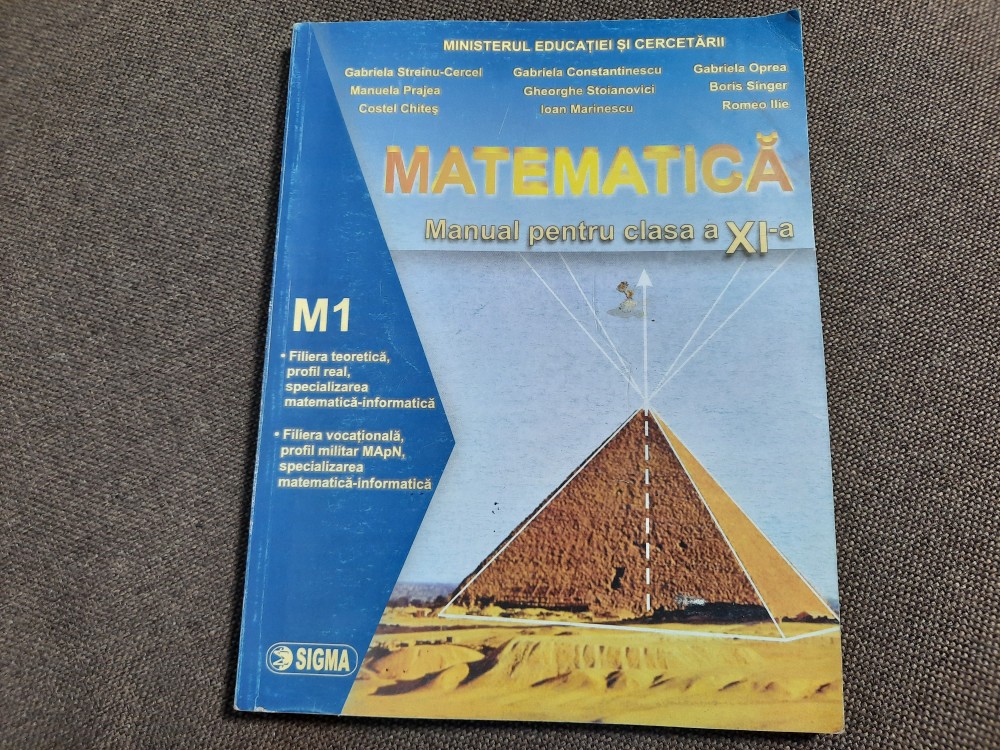 MINISTERUL EDUCAȚIEI ȘI CERCETĂRII
Gabriela Streinu-Cercel Gabriela Constantinescu Gabriela Oprea
Manuela Prajea Gheorghe Stoianovici Boris Singer
Costel Chiteș Ioan Marinescu Romeo Ilie
MATEMATICĂ
Manual pentru clasa a XI-a
M1
• Filiera teoretică,
profil real,
specializarea
matematică-informatică
• Filiera vocațională,
profil militar MApN,
specializarea
matematică-informatică
SIGMA